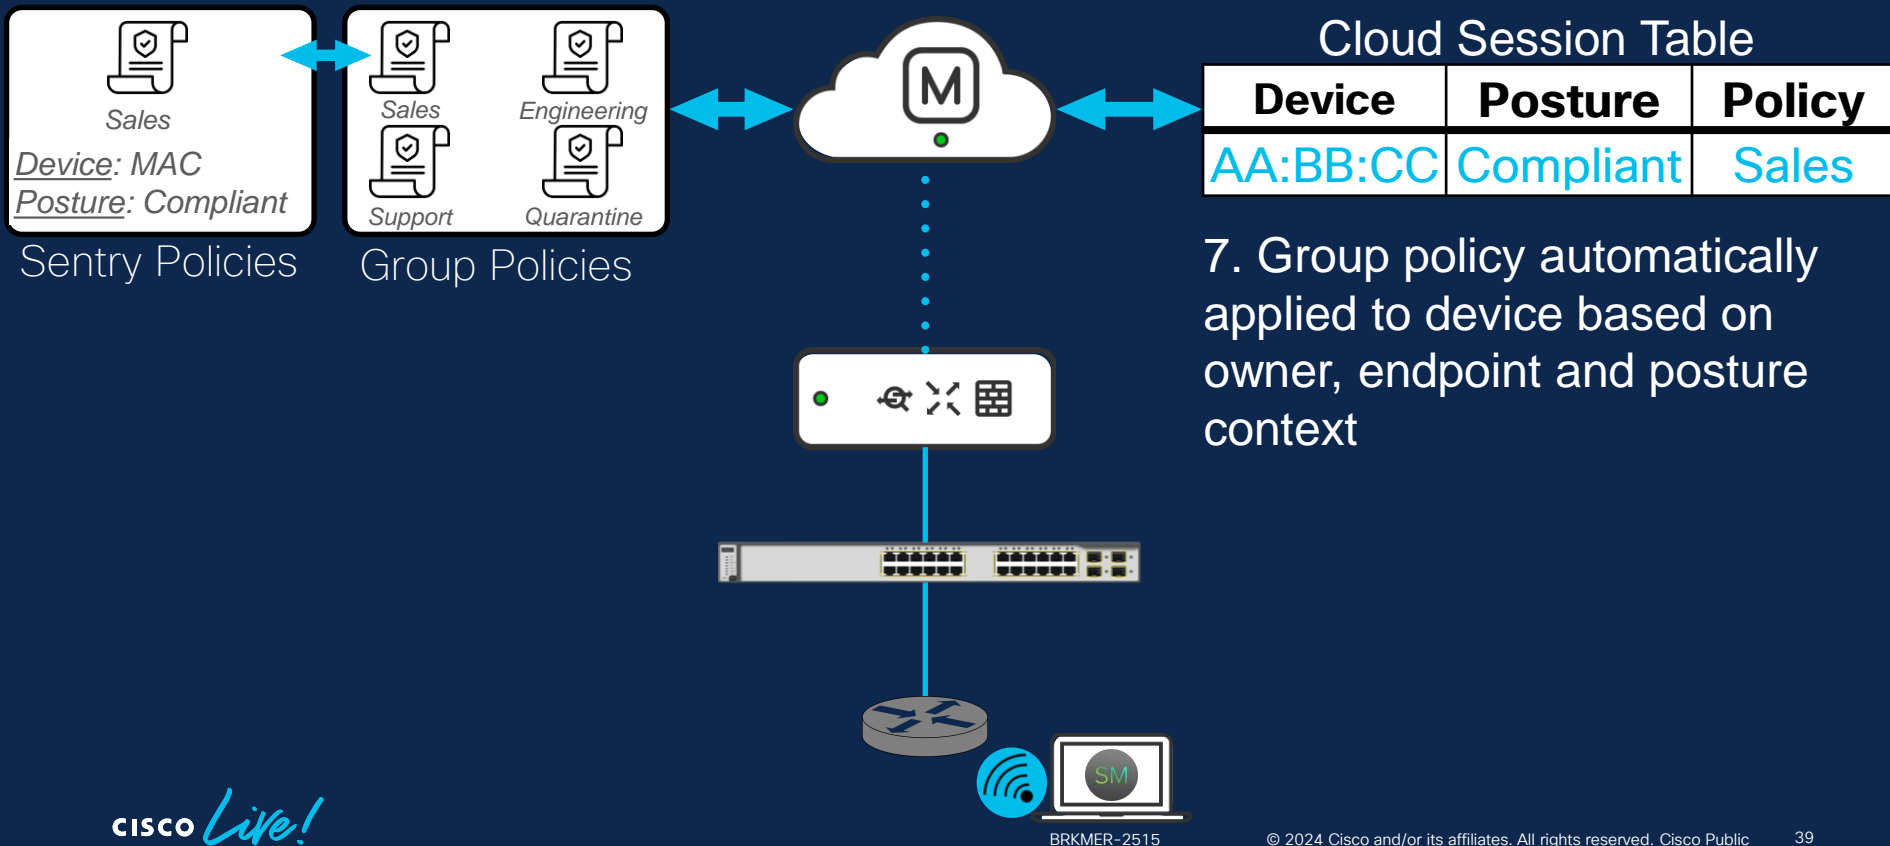 Sales
Device: MAC
Posture: Compliant
Sentry Policies
Sales
Engineering
Support
Quarantine
Group Policies
M
Cloud Session Table
Device Posture Policy
AA:BB:CC Compliant Sales
7. Group policy automatically
applied to device based on
owner, endpoint and posture
context
SM
CISCO Live!
BRKMER-2515
© 2024 Cisco and/or its affiliates. All rights reserved. Cisco Public
39